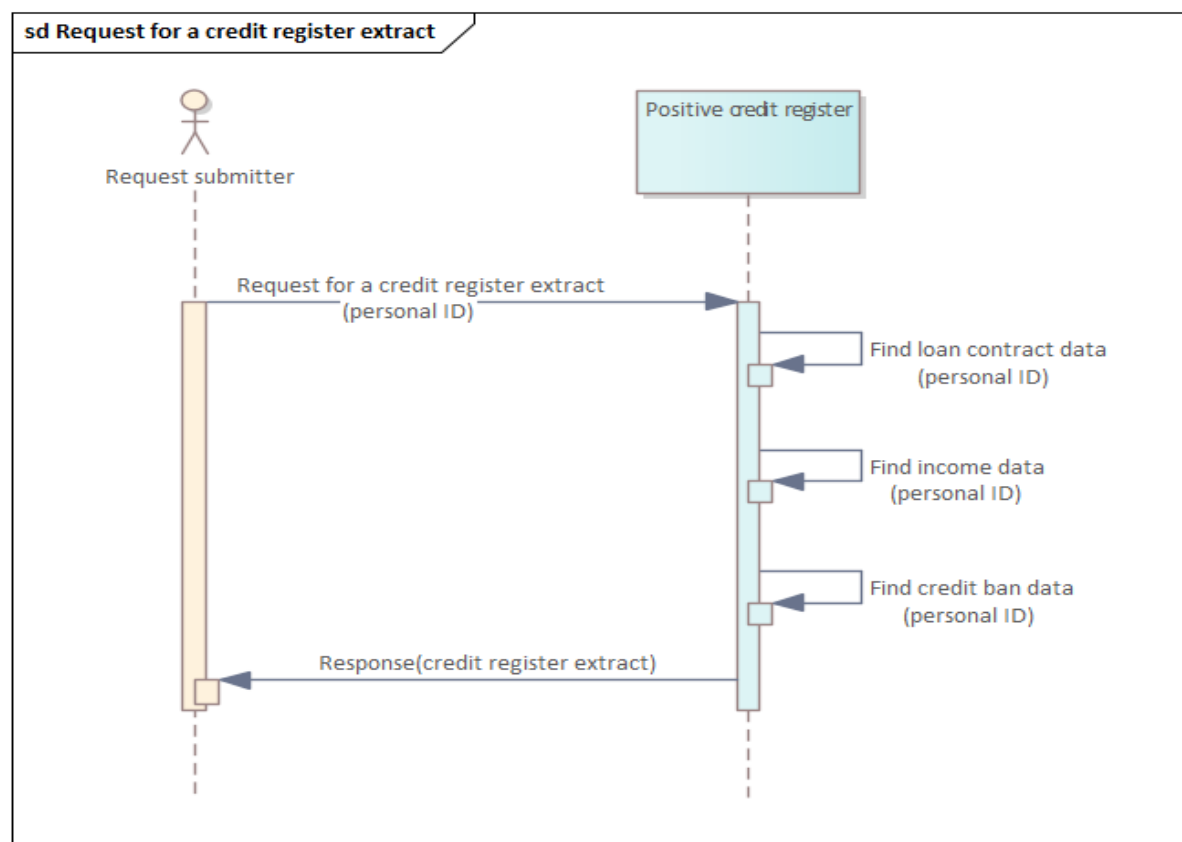 sd Request for a credit register extract
Request submitter
Positive credit register
Request for a credit register extract
(personal ID)
Find loan contract data
(personal ID)
Find income data
(personal ID)
Find credit ban data
(personal ID)
Response(credit register extract)